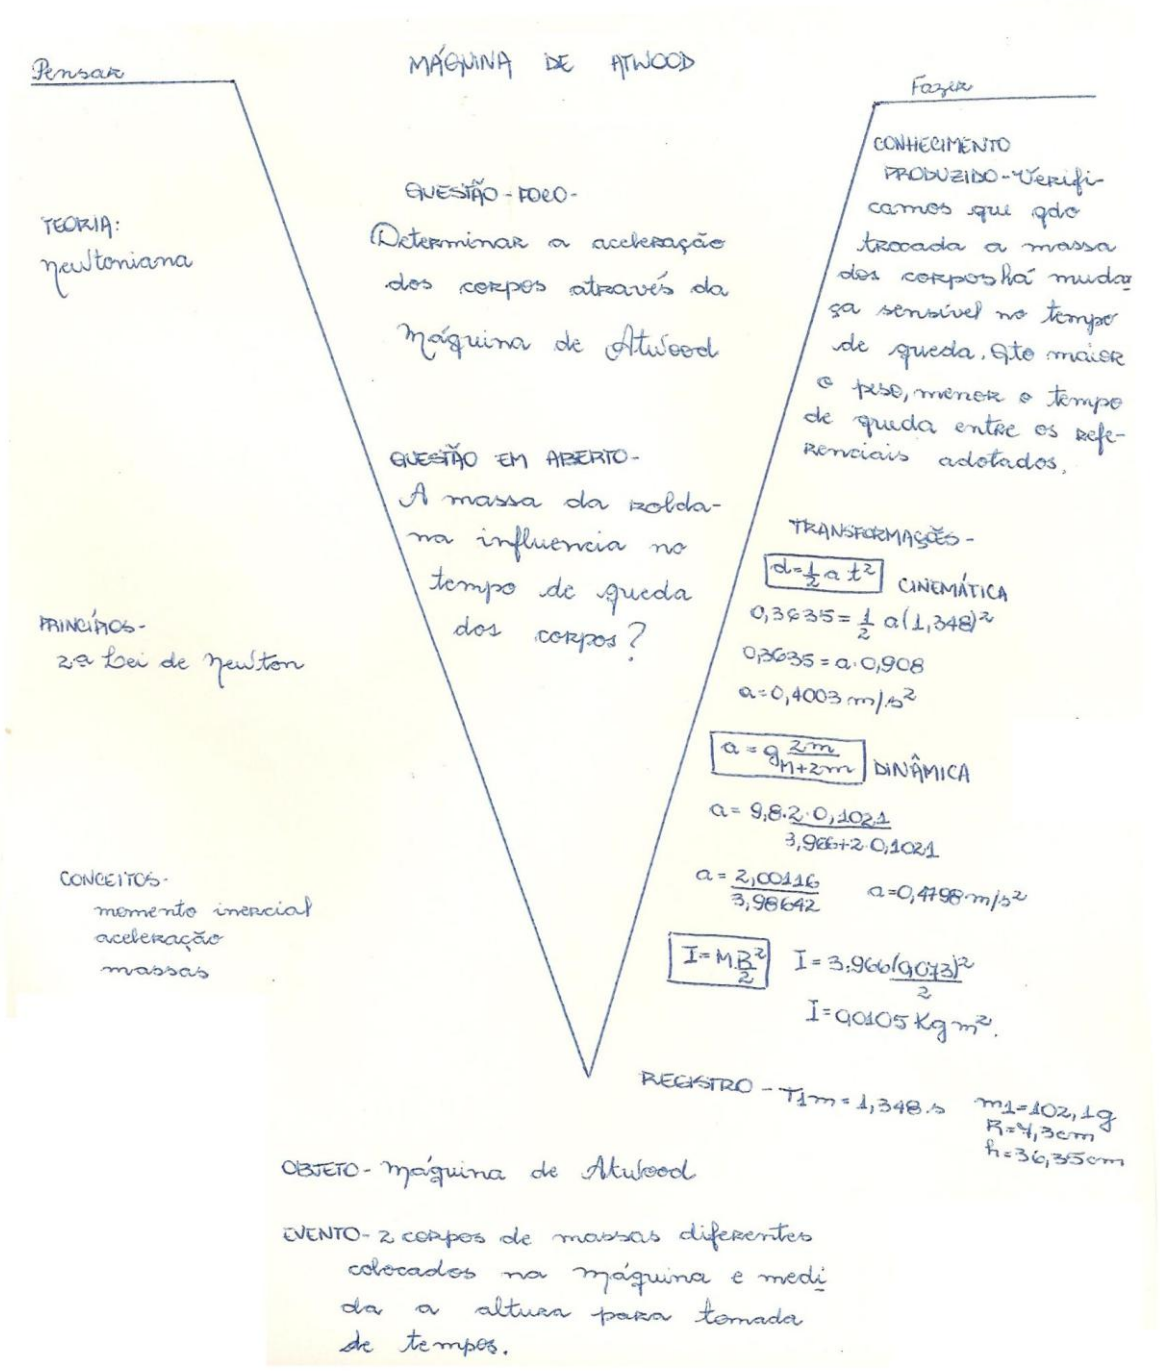 MÁQUINA DE ATWOOD
Pensar
TEORIA:
newtoniana
PRINCÍPIOS-
2ª Lei de Newton
CONCEITOS-
momento inercial
aceleração
massas
QUESTÃO-FOCO-
Determinar a aceleração
dos corpos através da
Máquina de Atwood
QUESTÃO EM ABERTO-
A massa da rolda-
na influencia no
tempo de queda
dos corpos?
Fazer
CONHECIMENTO
PRODUZIDO-Verifi-
camos que qdo
trocada a massa
dos corpos há mudan
ça sensível no tempo
de queda. Qto maior
o peso, menor o tempo
de queda entre os refe-
renciais adotados.
TRANSFORMAÇÕES-
d=1/2 a t² CINEMÁTICA
0,3635=1/2 a(1,348)²
0,3635=a.0,908
a=0,4003 m/s²
a=g 2m/M+2m DINÂMICA
a= 9,8.2.0,1021/3,966+2.0,1021
a= 2,00116/3,98642 a=0,4798 m/s²
I=MR²/2 I=3,966(0,073)²/2
I=0,0105 Kg m².
REGISTRO - T1m=1,348 s m1=102,1g
R=7,3cm
h=36,35cm
OBJETO- Máquina de Atwood
EVENTO- 2 corpos de massas diferentes
colocados na máquina e medi
da a altura para tomada
de tempos.